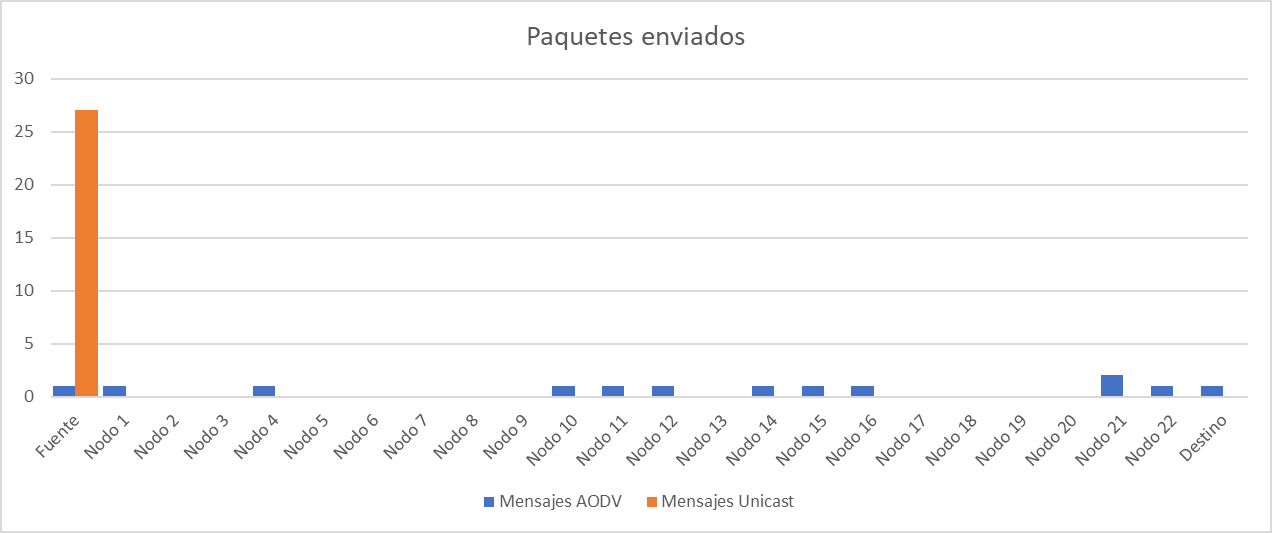 Paquetes enviados
30
25
20
15
10
5
0
Fuente
Nodo 1
Nodo 2
Nodo 3
Nodo 4
Nodo 5
Nodo 6
Nodo 7
Nodo 8
Nodo 9
Nodo 10
Nodo 11
Nodo 12
Nodo 13
Nodo 14
Nodo 15
Nodo 16
Nodo 17
Nodo 18
Nodo 19
Nodo 20
Nodo 21
Nodo 22
Destino
Mensajes AODV Mensajes Unicast